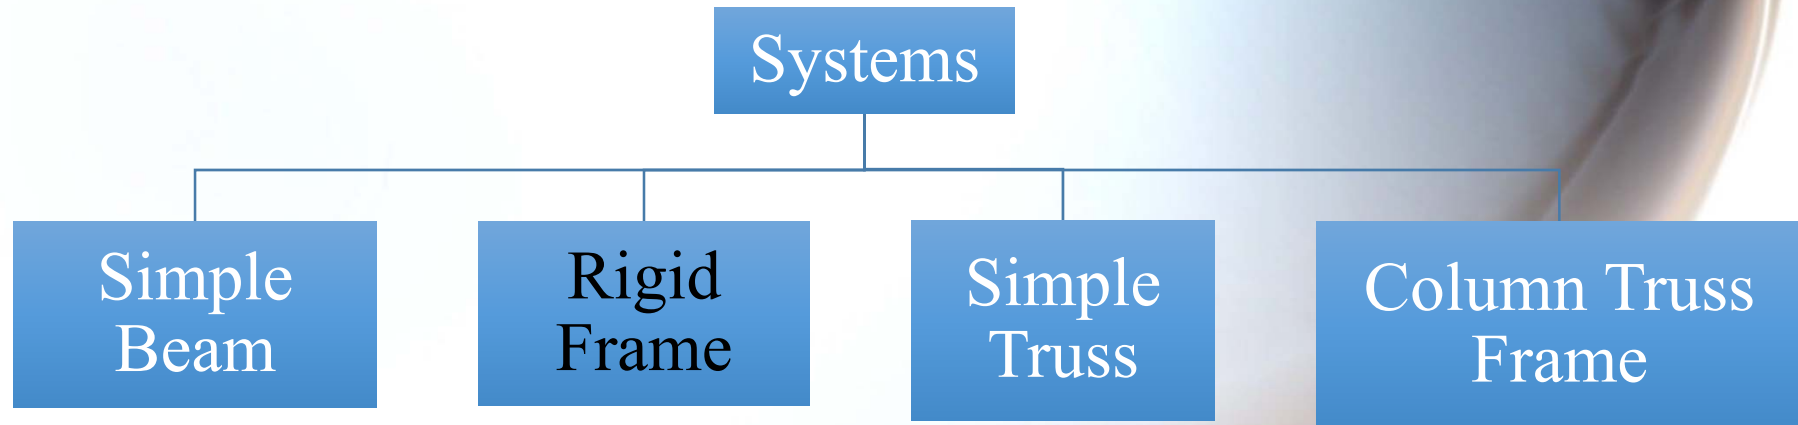 Systems
Simple
Beam
Rigid
Frame
Simple
Truss
Column Truss
Frame